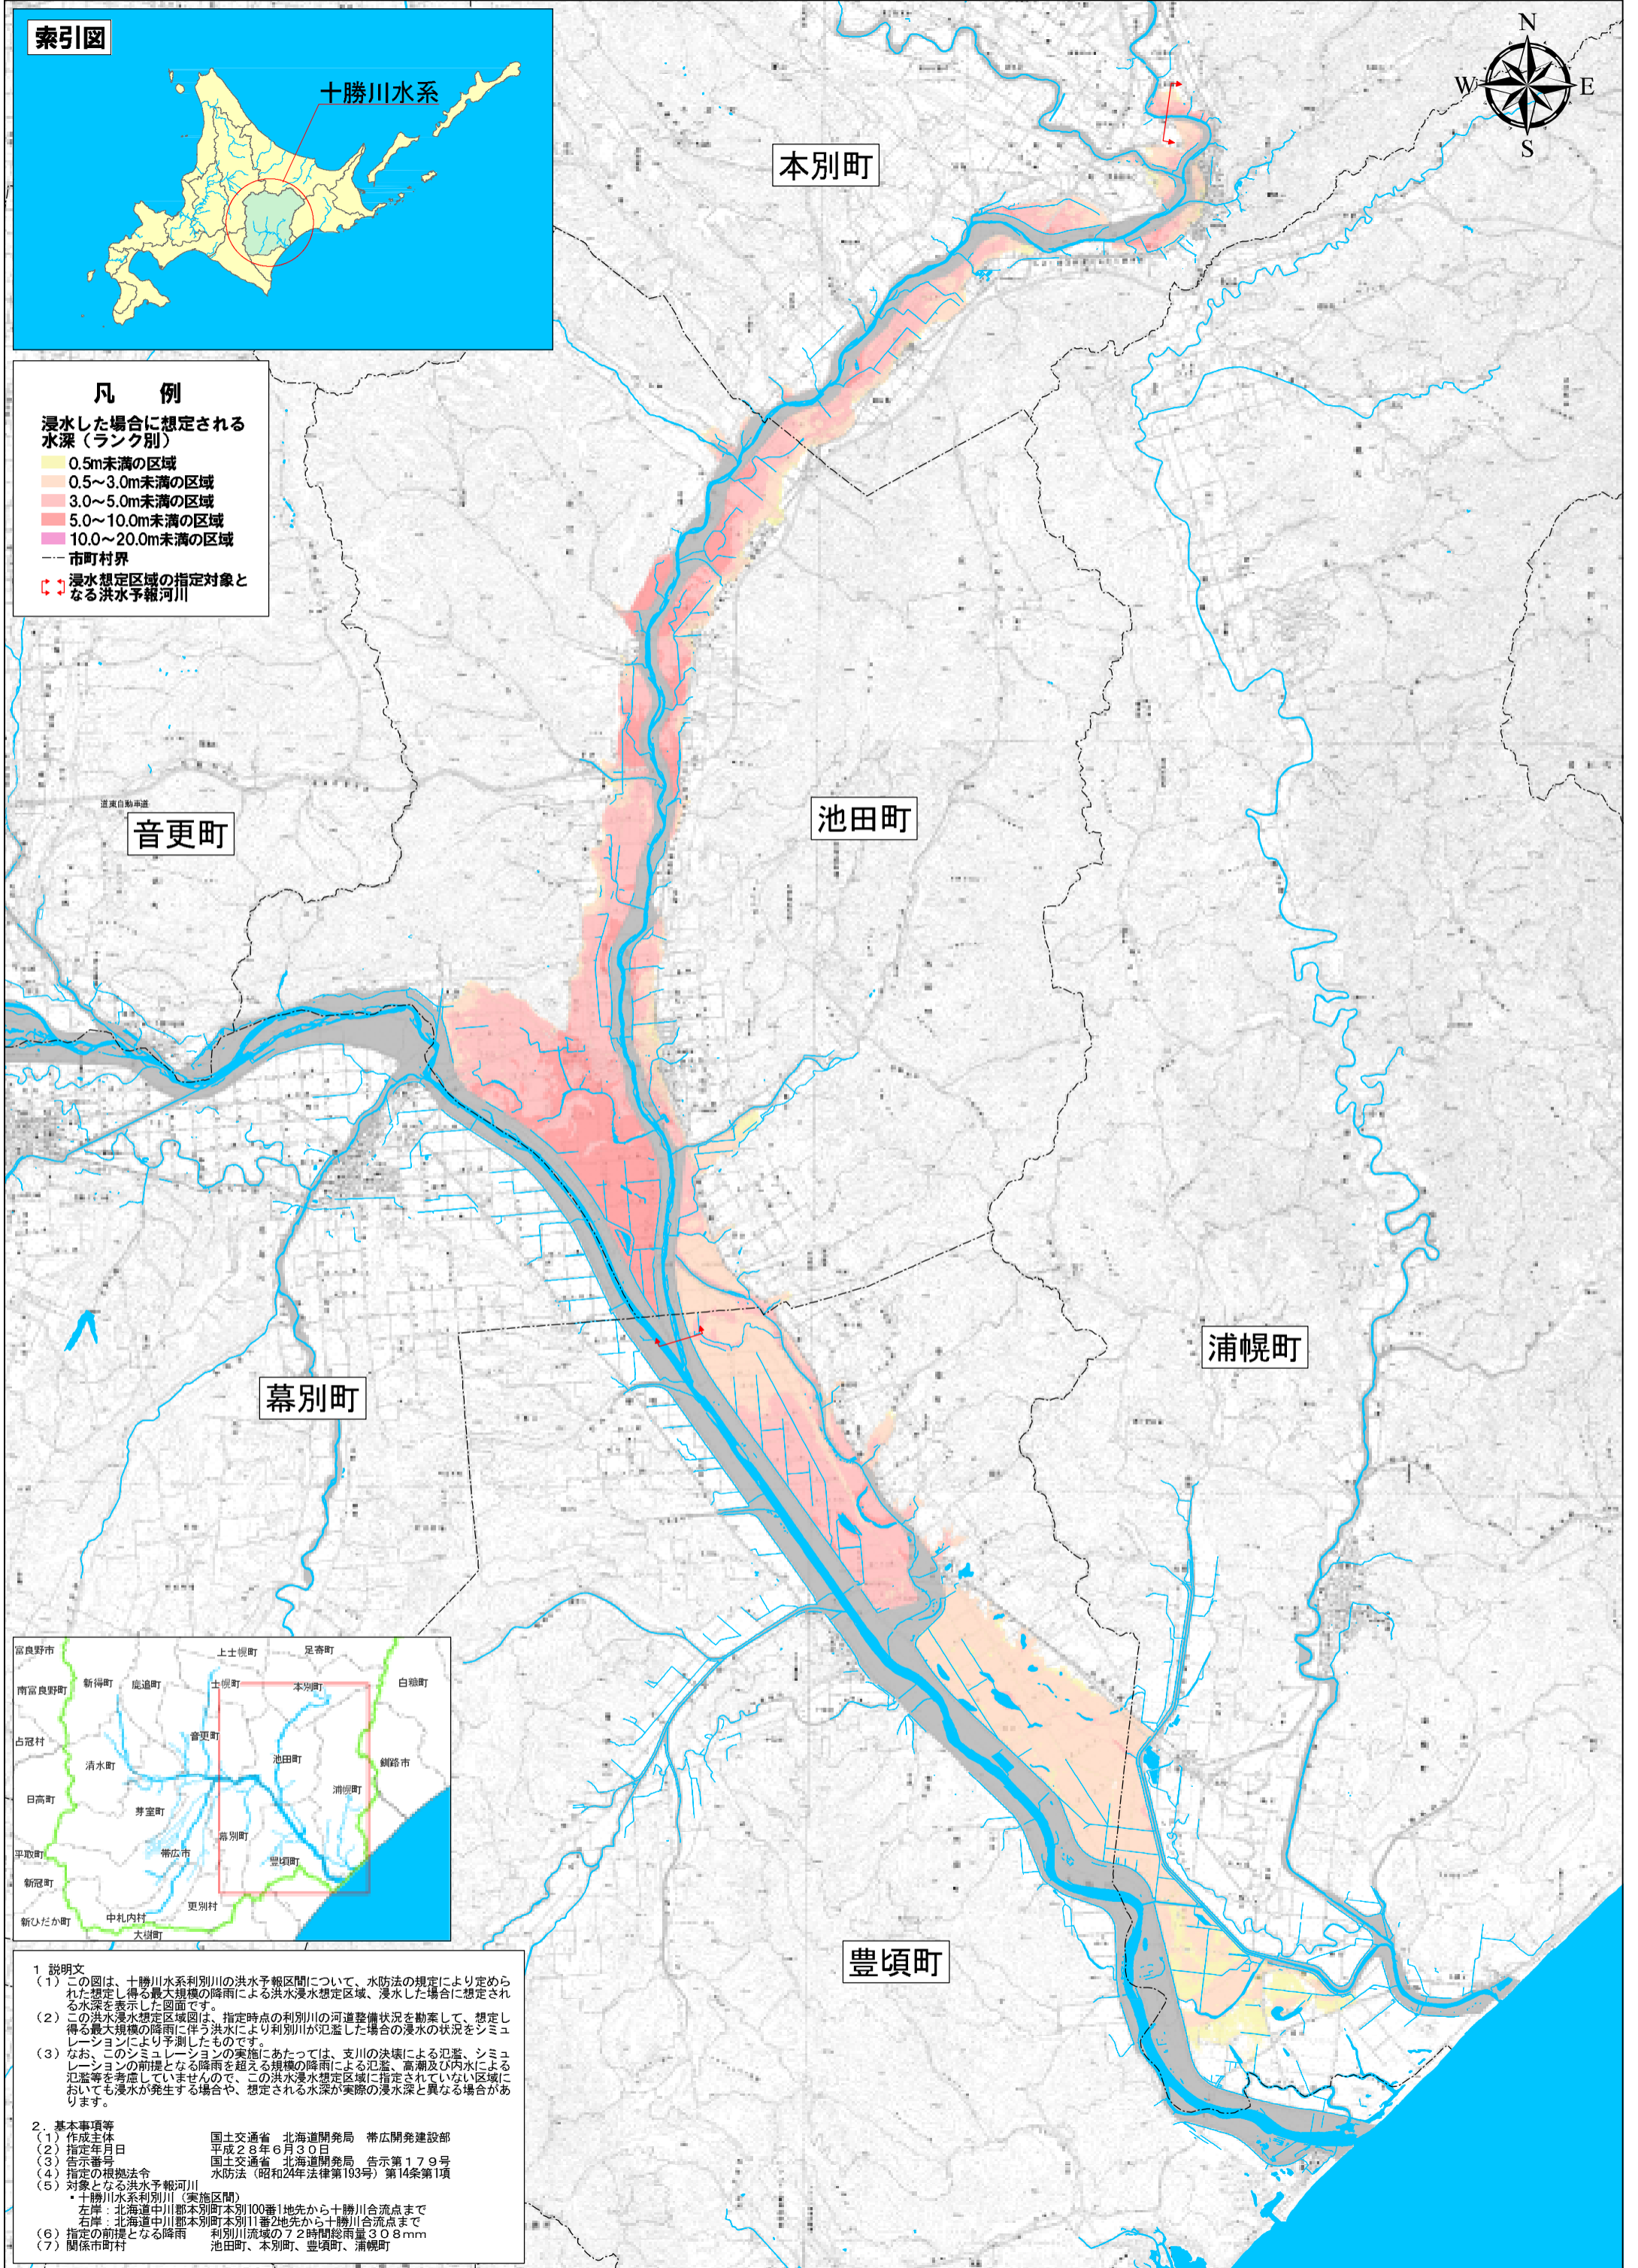 索引図
十勝川水系
N
W
E
S
本別町
凡　例
浸水した場合に想定される
水深（ランク別）
0.5m未満の区域
0.5～3.0m未満の区域
3.0～5.0m未満の区域
5.0～10.0m未満の区域
10.0～20.0m未満の区域
市町村界
浸水想定区域の指定対象と
なる洪水予報河川
道東自動車道
音更町
池田町
浦幌町
幕別町
豊頃町
富良野市
上士幌町
足寄町
新得町
鹿追町
士幌町
本別町
白糠町
南富良野町
占冠村
音更町
池田町
清水町
釧路市
浦幌町
日高町
芽室町
幕別町
帯広市
豊頃町
平取町
新冠町
更別村
新ひだか町
中札内村
大樹町
1 説明文
（1）この図は、十勝川水系利別川の洪水予報区間について、水防法の規定により定めら
れた想定し得る最大規模の降雨による洪水浸水想定区域、浸水した場合に想定され
る水深を表示した図面です。
（2）この洪水浸水想定区域図は、指定時点の利別川の河道整備状況を勘案して、想定し
得る最大規模の降雨に伴う洪水により利別川が氾濫した場合の浸水の状況をシミュ
レーションにより予測したものです。
（3）なお、このシミュレーションの実施にあたっては、支川の決壊による氾濫、シミュ
レーションの前提となる降雨を超える規模の降雨による氾濫、高潮及び内水による
氾濫等を考慮していませんので、この洪水浸水想定区域に指定されていない区域に
おいても浸水が発生する場合や、想定される水深が実際の浸水深と異なる場合があ
ります。
2．基本事項等
（1）作成主体　国土交通省　北海道開発局　帯広開発建設部
（2）指定年月日　平成２８年６月３０日
（3）告示番号　国土交通省　北海道開発局　告示第１７９号
（4）指定の根拠法令　水防法（昭和24年法律第193号）第14条第1項
（5）対象となる洪水予報河川
・十勝川水系利別川（実施区間）
左岸：北海道中川郡本別町本別100番1地先から十勝川合流点まで
右岸：北海道中川郡本別町本別11番2地先から十勝川合流点まで
（6）指定の前提となる降雨　利別川流域の７２時間総雨量３０８mm
（7）関係市町村　池田町、本別町、豊頃町、浦幌町